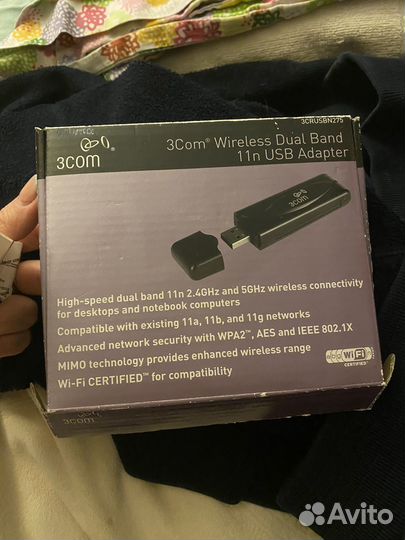 3CRUSBN275
3COM®
3Com® Wireless Dual Band
11n USB Adapter
3COM
High-speed dual band 11n 2.4GHz and 5GHz wireless connectivity
for desktops and notebook computers
Compatible with existing 11a, 11b, and 11g networks
Advanced network security with WPA2™, AES and IEEE 802.1X
MIMO technology provides enhanced wireless range
Wi-Fi CERTIFIED™ for compatibility
Wi Fi
CERTIFIED™
3COM
Avito